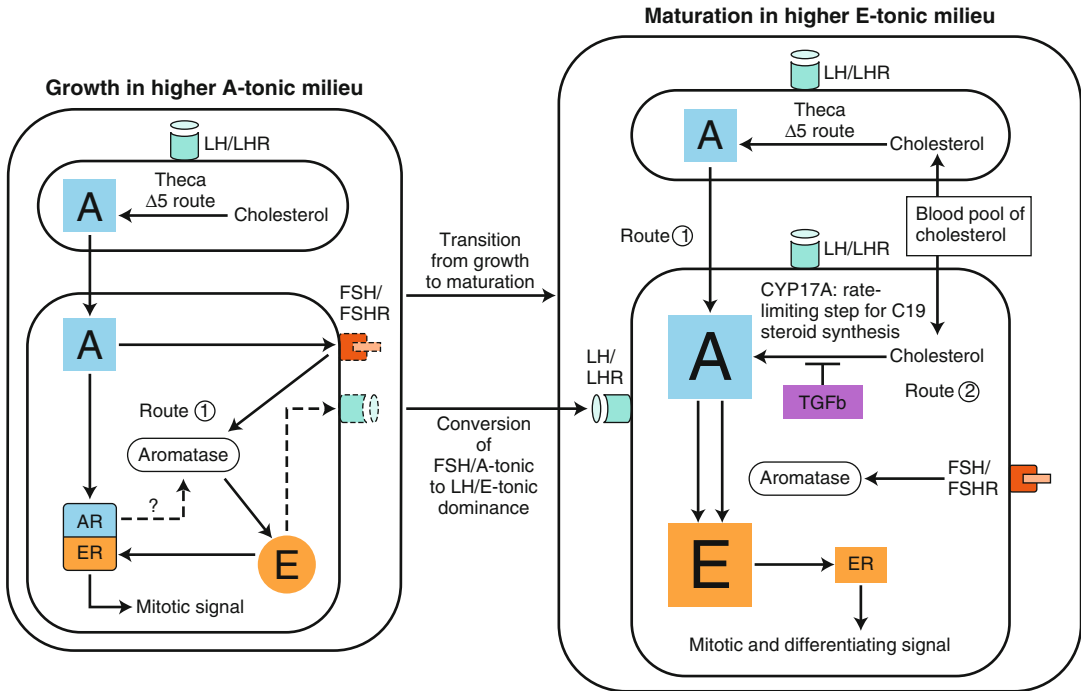 Growth in higher A-tonic milieu
LH/LHR
Theca
Δ5 route
A
Cholesterol
A
FSH/
FSHR
Route ①
Aromatase
?
AR
ER
E
Mitotic signal
Transition
from growth
to maturation
Conversion
of
FSH/A-tonic
to LH/E-tonic
dominance
Maturation in higher E-tonic milieu
LH/LHR
Theca
Δ5 route
A
Cholesterol
Route ①
Blood pool of
cholesterol
LH/LHR
CYP17A: rate-
limiting step for C19
steroid synthesis
A
Cholesterol
LH/
LHR
TGFb
Route ②
Aromatase
FSH/
FSHR
E
ER
Mitotic and differentiating signal